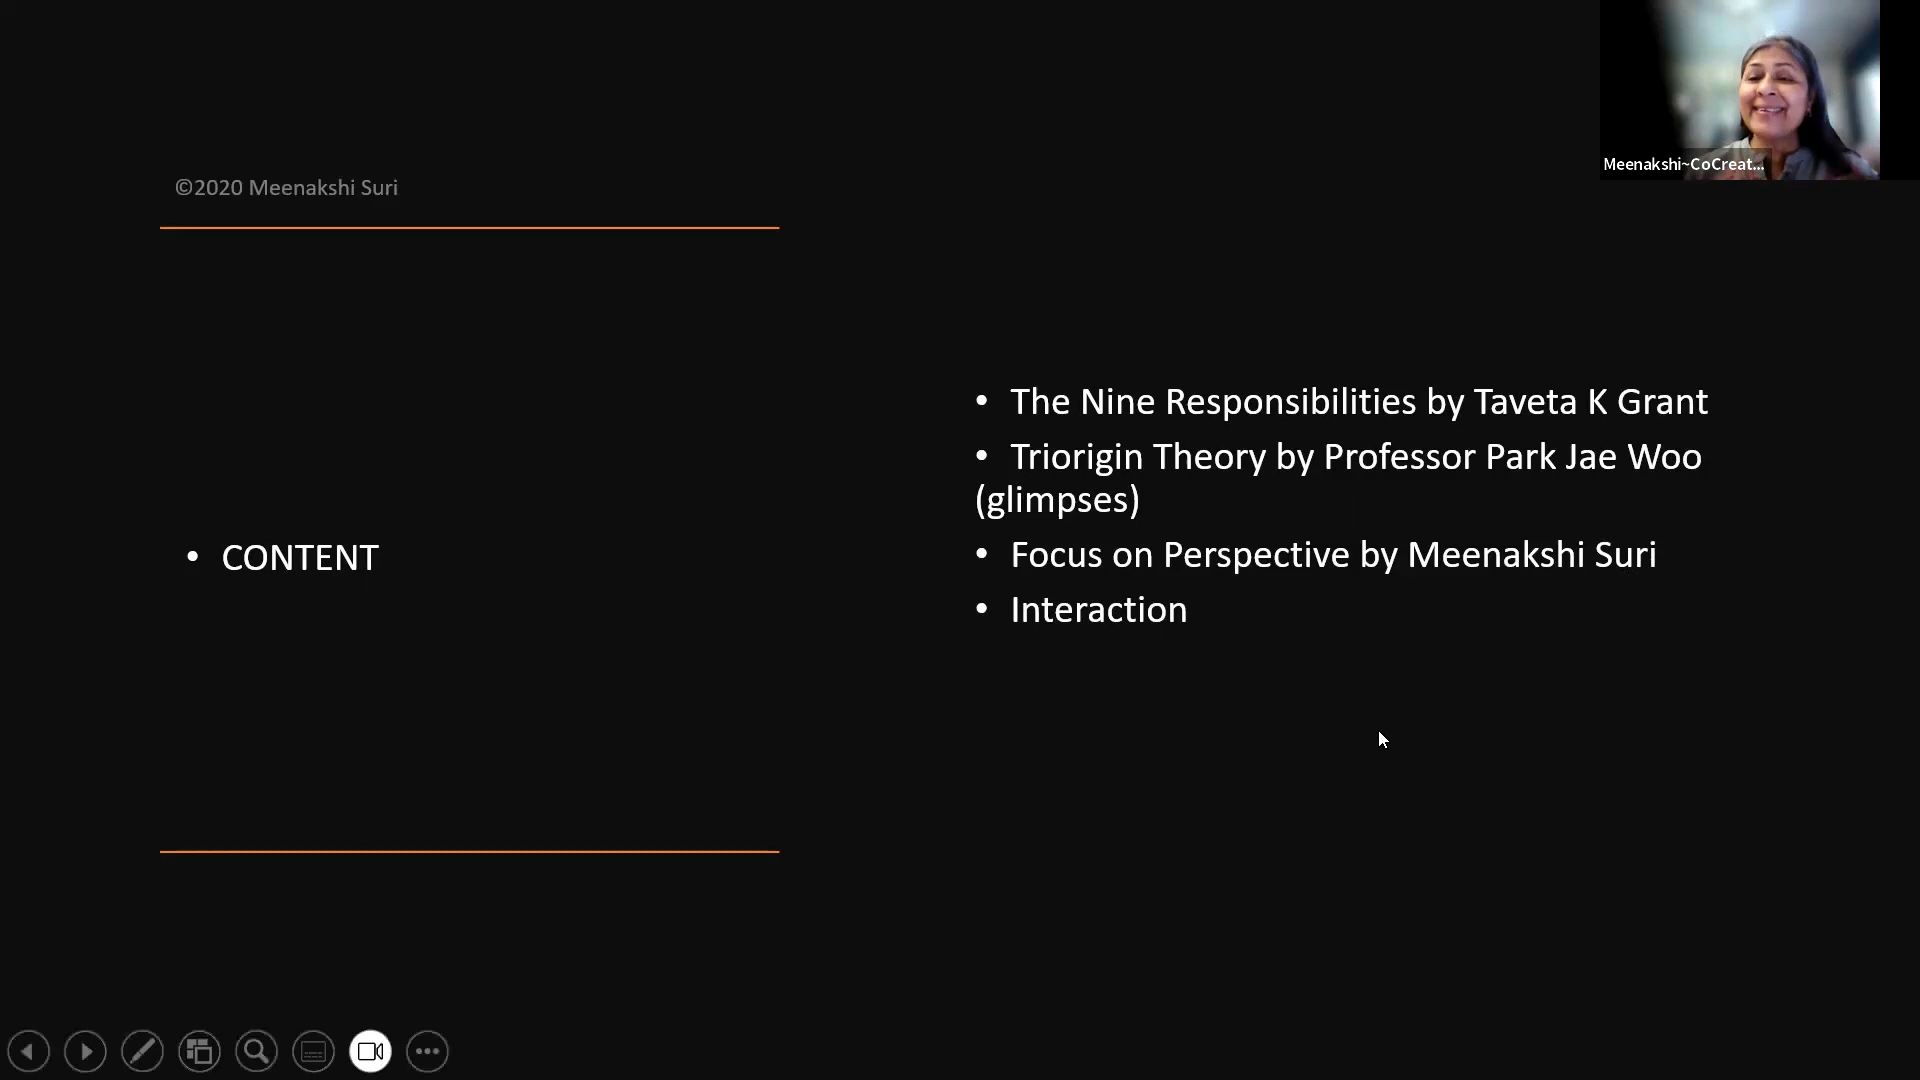 Meenakshi~CoCreat...
©2020 Meenakshi Suri
• CONTENT
• The Nine Responsibilities by Taveta K Grant
• Triorigin Theory by Professor Park Jae Woo
(glimpses)
• Focus on Perspective by Meenakshi Suri
• Interaction